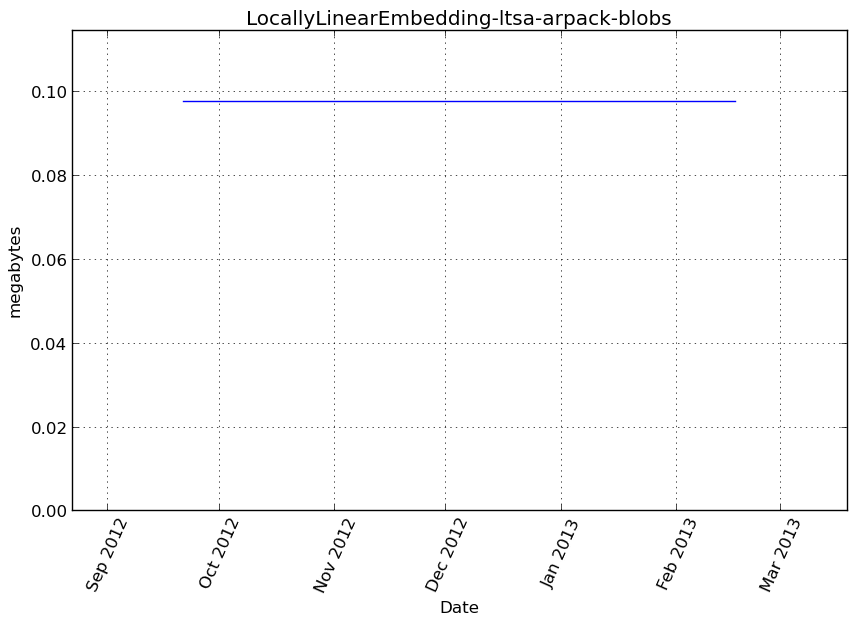 LocallyLinearEmbedding-ltsa-arpack-blobs
0.10
0.08
0.06
0.04
0.02
0.00
megabytes
Sep 2012
Oct 2012
Nov 2012
Dec 2012
Jan 2013
Feb 2013
Mar 2013
Date